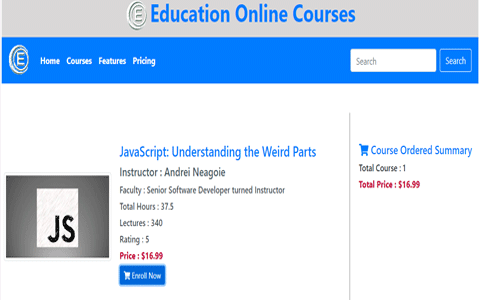 E Education Online Courses
E Home Courses Features Pricing Search Search
JavaScript: Understanding the Weird Parts
Instructor : Andrei Neagoie
Faculty : Senior Software Developer turned Instructor
Total Hours : 37.5
Lectures : 340
Rating : 5
Price : $16.99
Enroll Now
JS
Course Ordered Summary
Total Course : 1
Total Price : $16.99